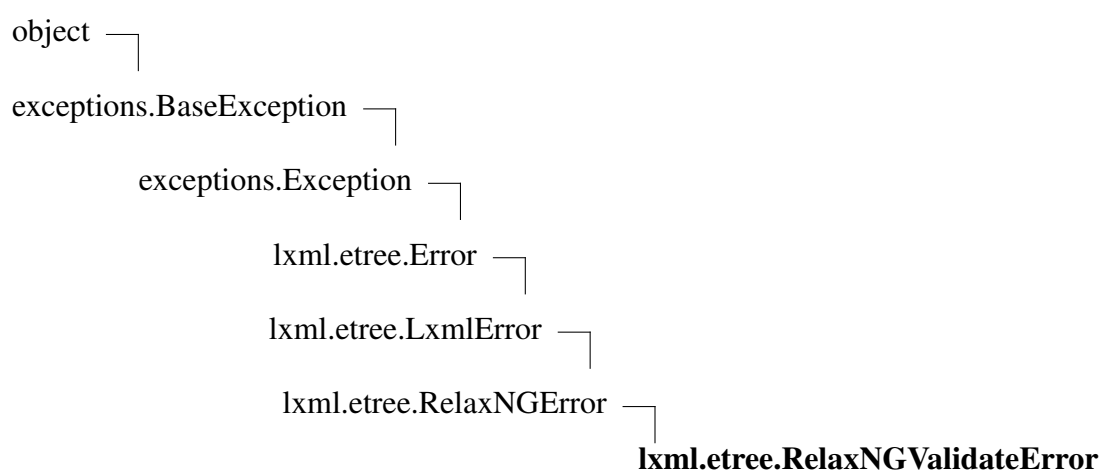 object
exceptions.BaseException
exceptions.Exception
lxml.etree.Error
lxml.etree.LxmlError
lxml.etree.RelaxNGError
lxml.etree.RelaxNGValidateError